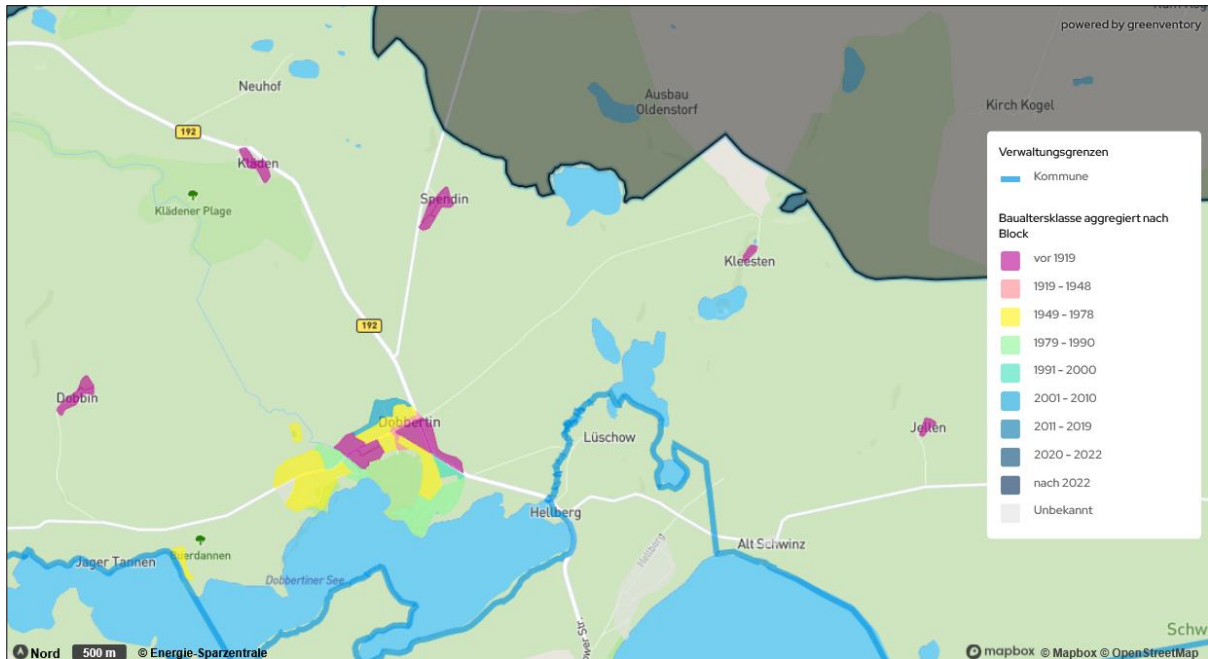 powered by greenventory
Neuhof
Ausbau
Oldenstorf
Kirch Kogel
192
Kläden
Verwaltungsgrenzen
Kommune
Spendin
Klädener Plage
Baualtersklasse aggregiert nach
Block
vor 1919
Kleesten
1919 - 1948
1949 - 1978
192
1979 - 1990
1991 - 2000
2001 - 2010
Dobbin
2011 - 2019
Dobbertin
Jellen
Lüschow
2020 - 2022
nach 2022
Hellberg
Unbekannt
Alt Schwinz
Hellberg
Jager Tannen
Dobbertiner See
Schw
Nord 500 m © Energie-Sparzentrale
mapbox © Mapbox © OpenStreetMap